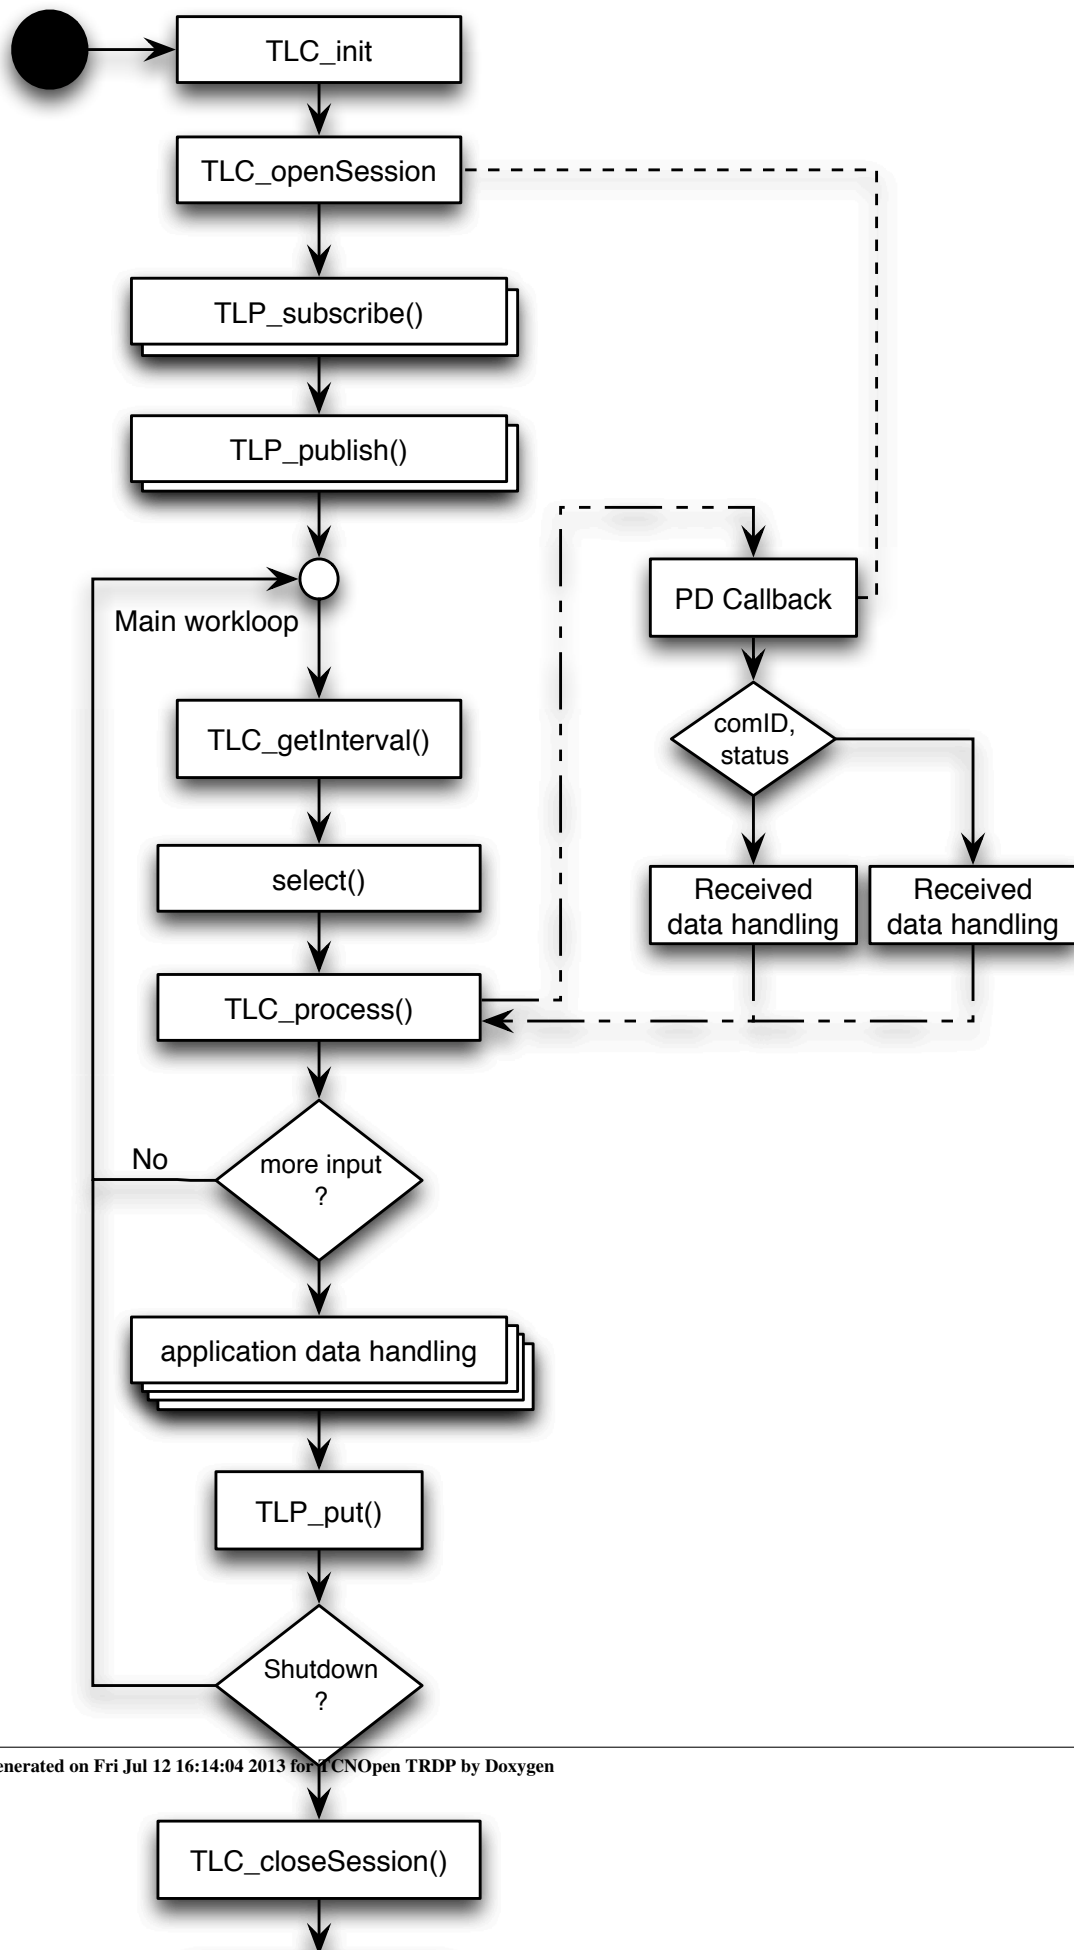 TLC_init
TLC_openSession
TLP_subscribe()
TLP_publish()
Main workloop
PD Callback
TLC_getInterval()
comID,
status
select()
Received
data handling
Received
data handling
TLC_process()
No
more input
?
application data handling
TLP_put()
Shutdown
?
enerated on Fri Jul 12 16:14:04 2013 for TCNOpen TRDP by Doxygen
TLC_closeSession()